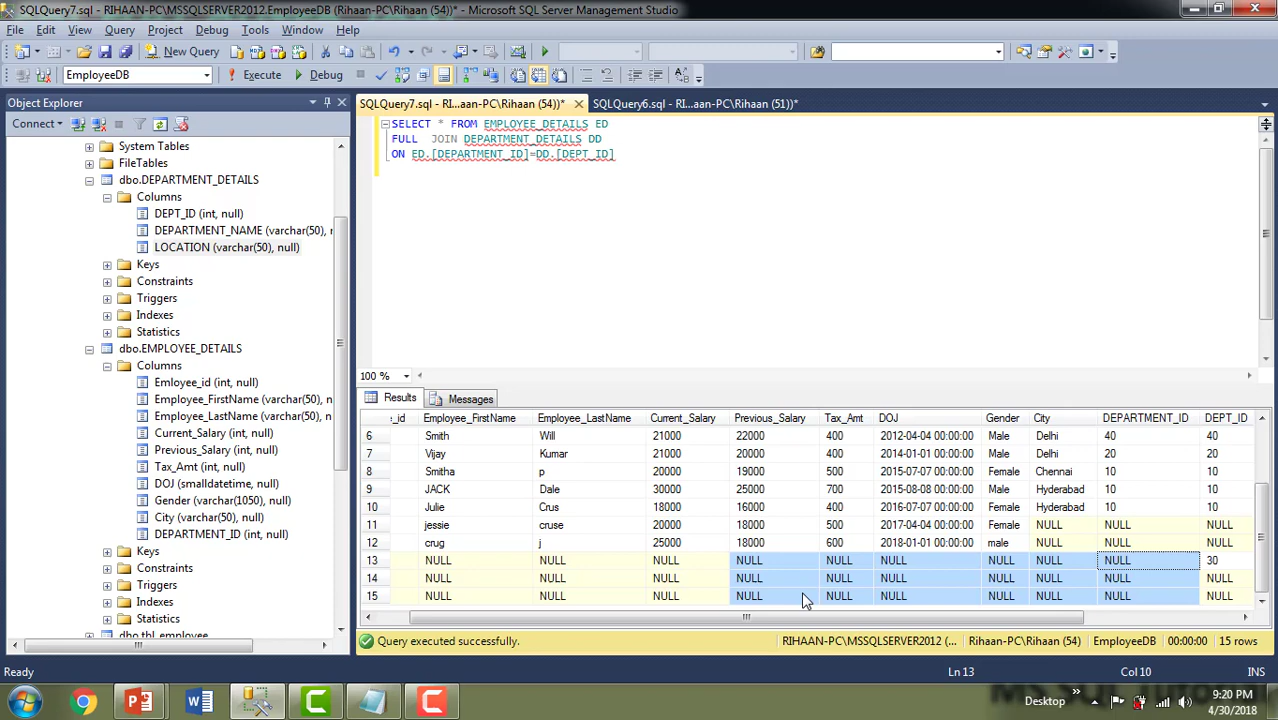 SQLQuery7.sql - RIHAAN-PC\MSSQLSERVER2012.EmployeeDB (Rihaan (54))* - Microsoft SQL Server Management Studio
File Edit View Query Project Debug Tools Window Help
New Query
EmployeeDB Execute Debug
Object Explorer
Connect
System Tables
FileTables
dbo.DEPARTMENT_DETAILS
Columns
DEPT_ID (int, null)
DEPARTMENT_NAME (varchar(50), r
LOCATION (varchar(50), null)
Keys
Constraints
Triggers
Indexes
Statistics
dbo.EMPLOYEE_DETAILS
Columns
Emloyee_id (int, null)
Employee_FirstName (varchar(50), nu
Employee_LastName (varchar(50), nu
Current_Salary (int, null)
Previous_Salary (int, null)
Tax_Amt (int, null)
DOJ (smalldatetime, null)
Gender (varchar(1050), null)
City (varchar(50), null)
DEPARTMENT_ID (int, null)
Keys
Constraints
Triggers
Indexes
Statistics
dbo.tbl_employee
SQLQuery7.sql - RI...aan-PC\Rihaan (54))* SQLQuery6.sql - RI...aan-PC\Rihaan (51))*
SELECT * FROM EMPLOYEE_DETAILS ED
FULL JOIN DEPARTMENT_DETAILS DD
ON ED.[DEPARTMENT_ID]=DD.[DEPT_ID]
100 %
Results Messages
_id Employee_FirstName Employee_LastName Current_Salary Previous_Salary Tax_Amt DOJ Gender City DEPARTMENT_ID DEPT_ID
6 Smith Will 21000 22000 400 2012-04-04 00:00:00 Male Delhi 40 40
7 Vijay Kumar 21000 20000 400 2014-01-01 00:00:00 Male Delhi 20 20
8 Smitha p 20000 19000 500 2015-07-07 00:00:00 Female Chennai 10 10
9 JACK Dale 30000 25000 700 2015-08-08 00:00:00 Male Hyderabad 10 10
10 Julie Crus 18000 16000 400 2016-07-07 00:00:00 Female Hyderabad 10 10
11 jessie cruse 20000 18000 500 2017-04-04 00:00:00 Female NULL NULL NULL
12 crug j 25000 18000 600 2018-01-01 00:00:00 male NULL NULL NULL
13 NULL NULL NULL NULL NULL NULL NULL NULL NULL 30
14 NULL NULL NULL NULL NULL NULL NULL NULL NULL NULL
15 NULL NULL NULL NULL NULL NULL NULL NULL NULL NULL
Query executed successfully. RIHAAN-PC\MSSQLSERVER2012 (... Rihaan-PC\Rihaan (54) EmployeeDB 00:00:00 15 rows
Ready Ln 13 Col 10 INS
Desktop
9:20 PM
4/30/2018